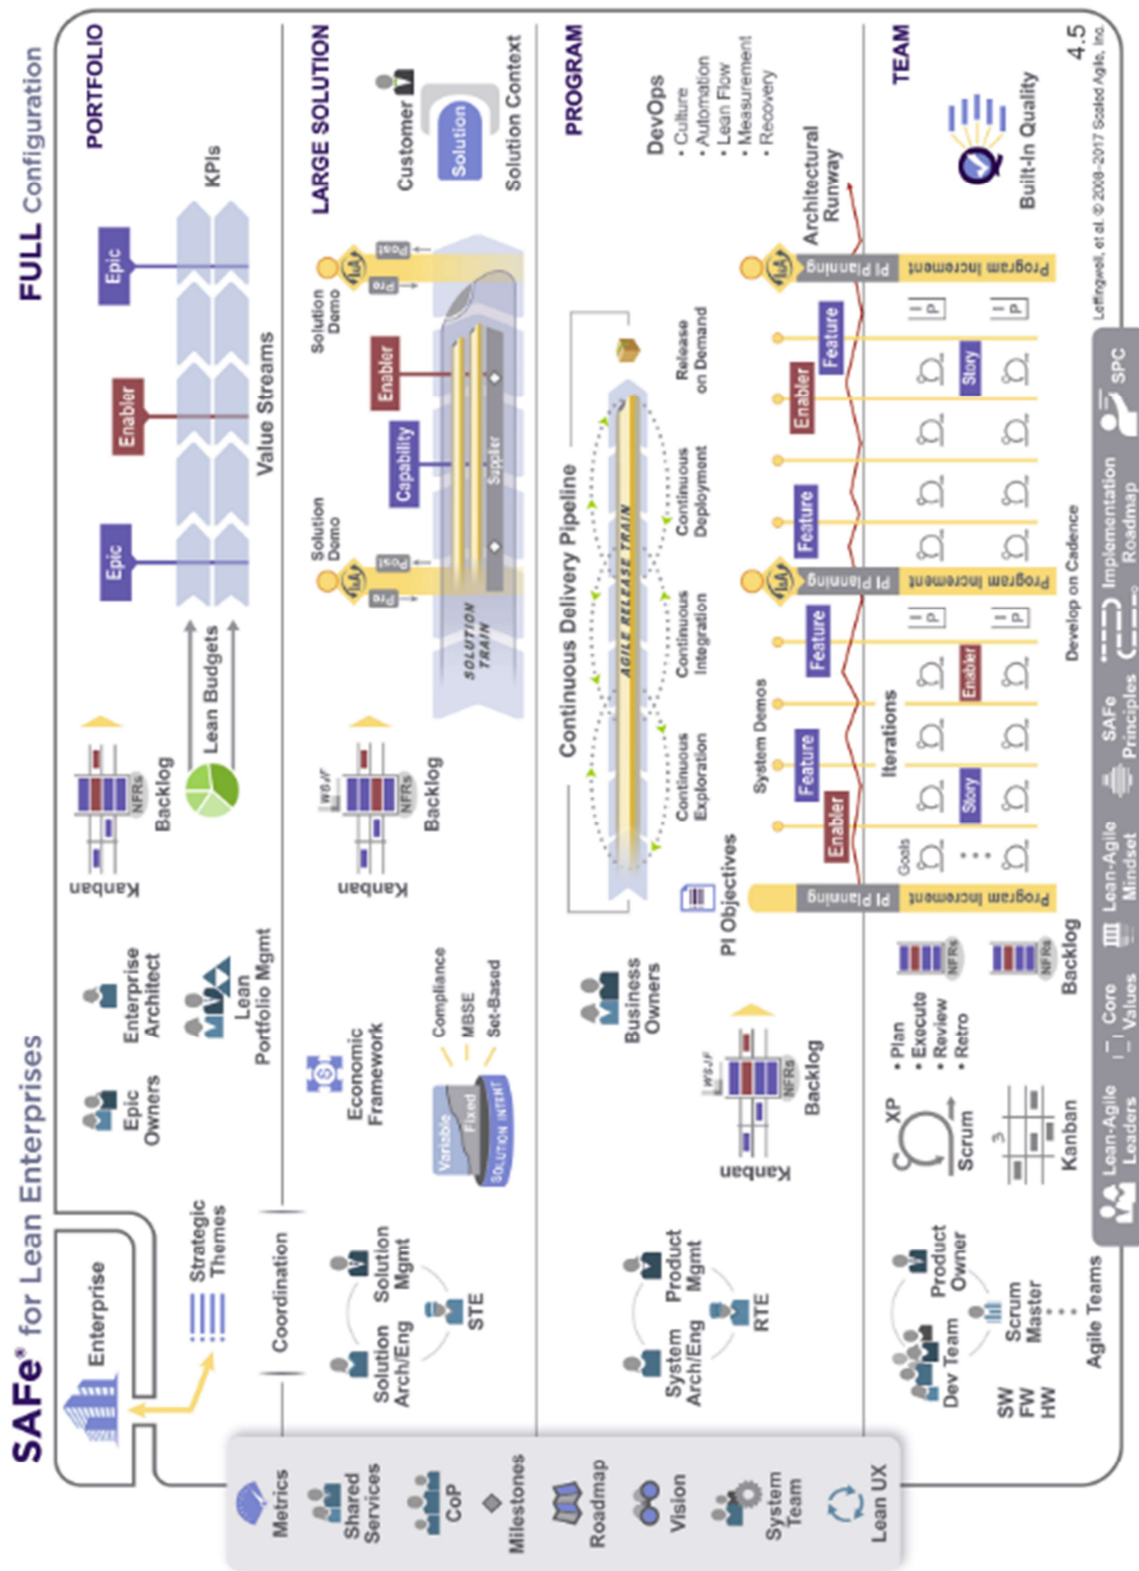 SAFe® for Lean Enterprises
FULL Configuration
Enterprise
Strategic
Themes
Epic
Owners
Enterprise
Architect
Lean
Portfolio Mgmt
Kanban
NFRs
Backlog
Lean Budgets
Epic
Enabler
Epic
KPIs
Value Streams
PORTFOLIO
Coordination
Solution
Arch/Eng
Solution
Mgmt
STE
Economic
Framework
Variable
Fixed
SOLUTION INTENT
Compliance
MBSE
Set-Based
Kanban
WSJF
NFRs
Backlog
Solution
Demo
I&A
Pre
Post
SOLUTION
TRAIN
Capability
Enabler
Supplier
Solution
Demo
I&A
Pre
Post
Customer
Solution
Solution Context
LARGE SOLUTION
System
Arch/Eng
Product
Mgmt
RTE
Business
Owners
Kanban
WSJF
NFRs
Backlog
PI Objectives
Continuous Delivery Pipeline
AGILE RELEASE TRAIN
Continuous
Exploration
Continuous
Integration
Continuous
Deployment
Release
on Demand
DevOps
• Culture
• Automation
• Lean Flow
• Measurement
• Recovery
PROGRAM
System Demos
Enabler
Feature
Feature
Feature
Enabler
Feature
I&A
I&A
Architectural
Runway
PI Planning
PI Planning
PI Planning
Program Increment
Program Increment
Program Increment
Iterations
Dev Team
Product
Owner
Scrum
Master
SW
FW
HW
Agile Teams
XP
Scrum
Kanban
3
• Plan
• Execute
• Review
• Retro
NFRs
NFRs
Backlog
Goals
Story
Enabler
Story
I P
I P
I P
I P
Develop on Cadence
Built-In Quality
TEAM
4.5
Leffingwell, et al. © 2008–2017 Scaled Agile, Inc.
Metrics
Shared
Services
CoP
Milestones
Roadmap
Vision
System
Team
Lean UX
Lean-Agile
Leaders
Core
Values
Lean-Agile
Mindset
SAFe
Principles
Implementation
Roadmap
SPC